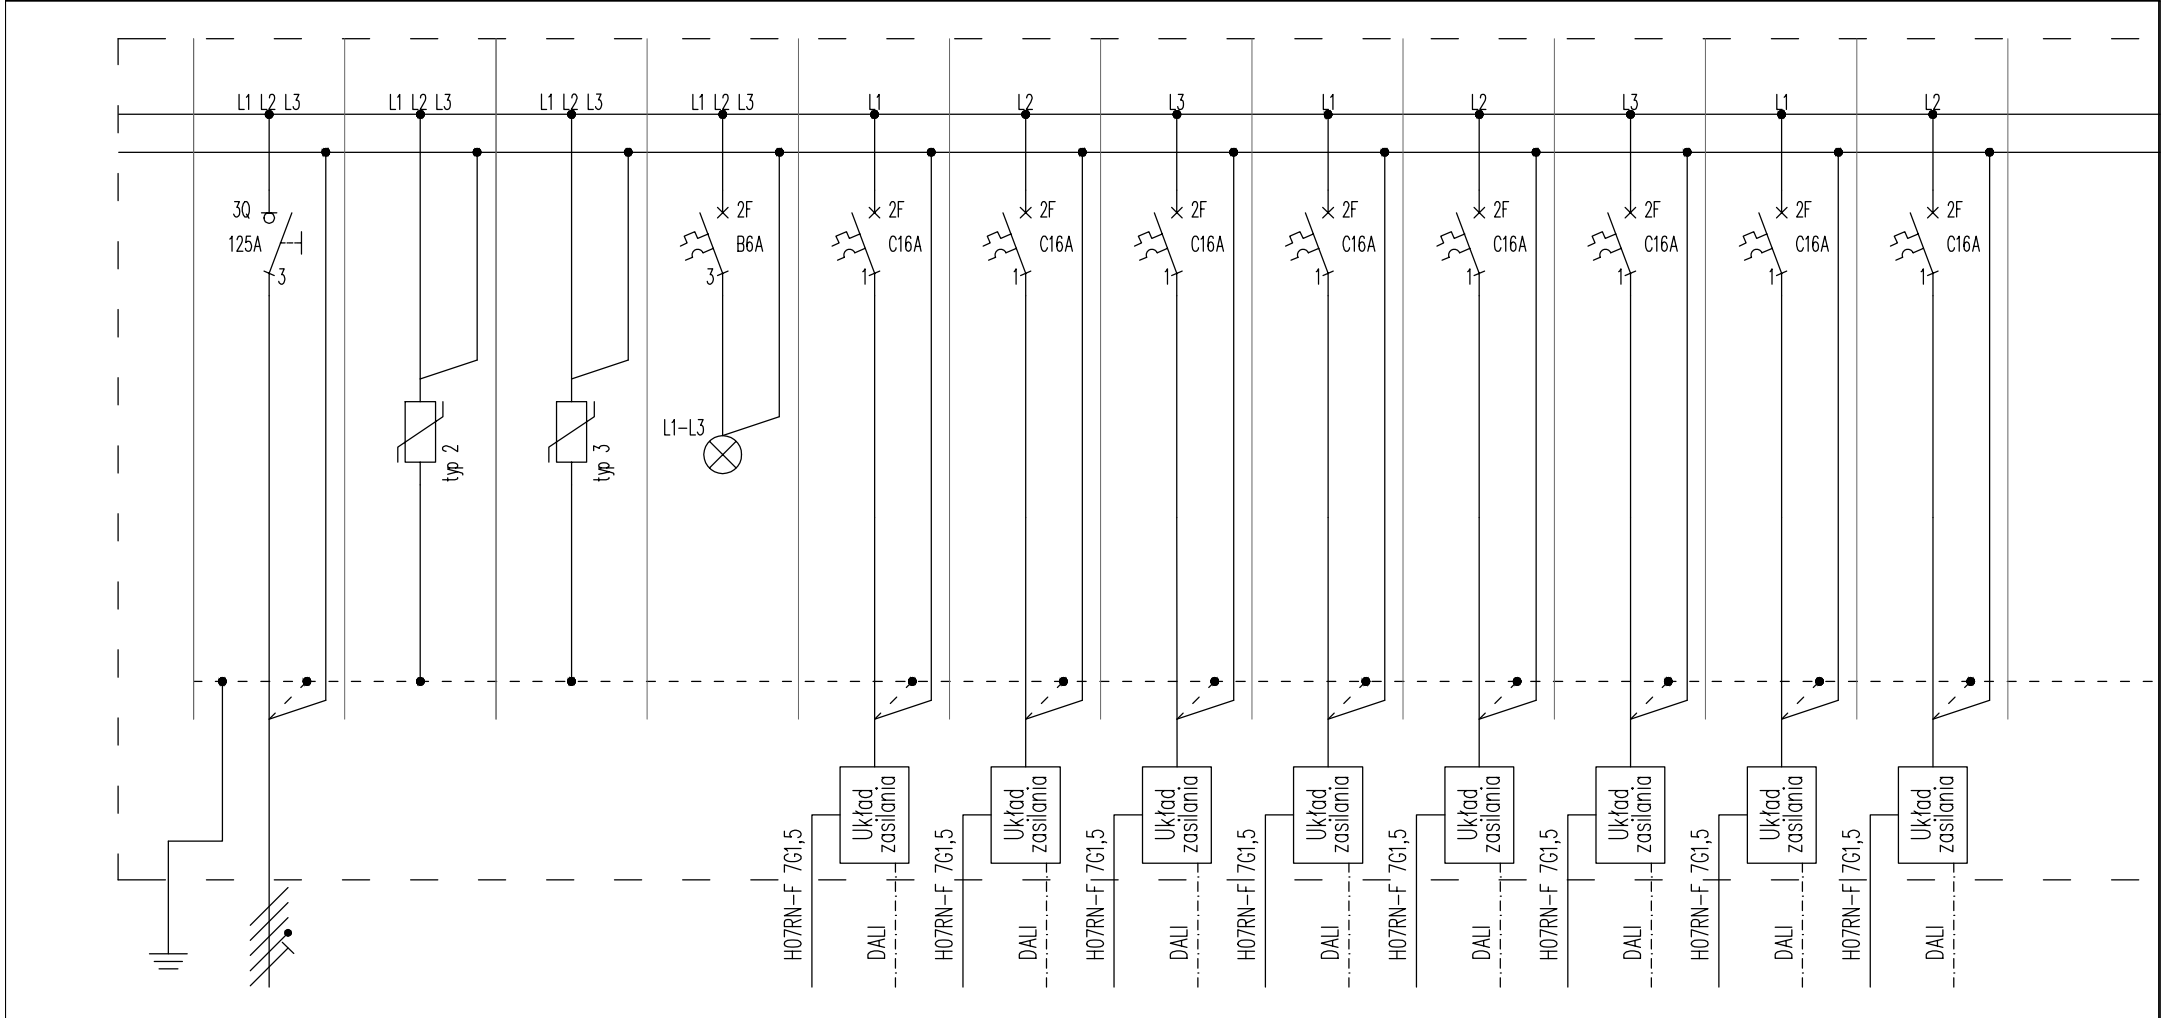 L1 L2 L3
L1 L2 L3
L1 L2 L3
L1 L2 L3
L1
L2
L3
L1
L2
L3
L1
L2
3Q
125A
3
2F
B6A
3
2F
C16A
1
2F
C16A
1
2F
C16A
1
2F
C16A
1
2F
C16A
1
2F
C16A
1
2F
C16A
1
2F
C16A
1
typ 2
typ 3
L1-L3
Układ
zasilania
Układ
zasilania
Układ
zasilania
Układ
zasilania
Układ
zasilania
Układ
zasilania
Układ
zasilania
Układ
zasilania
H07RN-F 7G1,5
DALI
H07RN-F 7G1,5
DALI
H07RN-F 7G1,5
DALI
H07RN-F 7G1,5
DALI
H07RN-F 7G1,5
DALI
H07RN-F 7G1,5
DALI
H07RN-F 7G1,5
DALI
H07RN-F 7G1,5
DALI